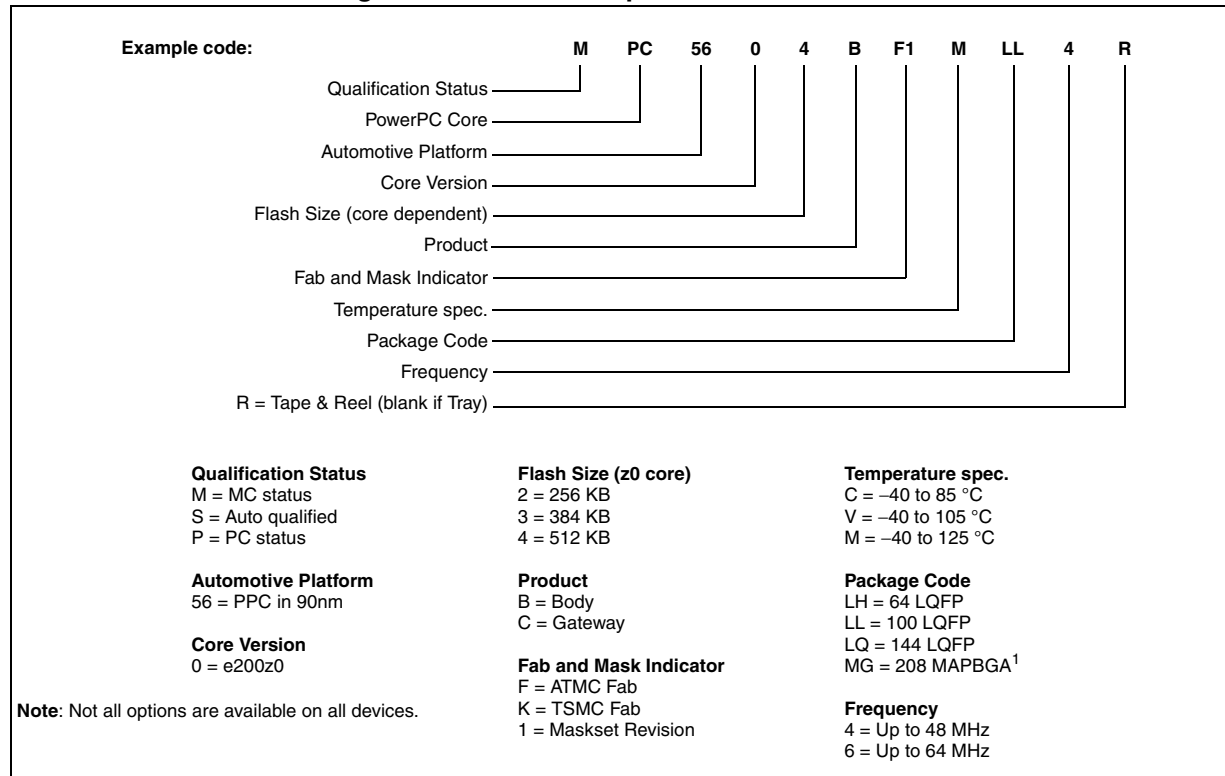 Example code: M PC 56 0 4 B F1 M LL 4 R
Qualification Status
PowerPC Core
Automotive Platform
Core Version
Flash Size (core dependent)
Product
Fab and Mask Indicator
Temperature spec.
Package Code
Frequency
R = Tape & Reel (blank if Tray)
Qualification Status
M = MC status
S = Auto qualified
P = PC status
Automotive Platform
56 = PPC in 90nm
Core Version
0 = e200z0
Flash Size (z0 core)
2 = 256 KB
3 = 384 KB
4 = 512 KB
Product
B = Body
C = Gateway
Fab and Mask Indicator
F = ATMC Fab
K = TSMC Fab
1 = Maskset Revision
Temperature spec.
C = −40 to 85 °C
V = −40 to 105 °C
M = −40 to 125 °C
Package Code
LH = 64 LQFP
LL = 100 LQFP
LQ = 144 LQFP
MG = 208 MAPBGA1
Frequency
4 = Up to 48 MHz
6 = Up to 64 MHz
Note: Not all options are available on all devices.